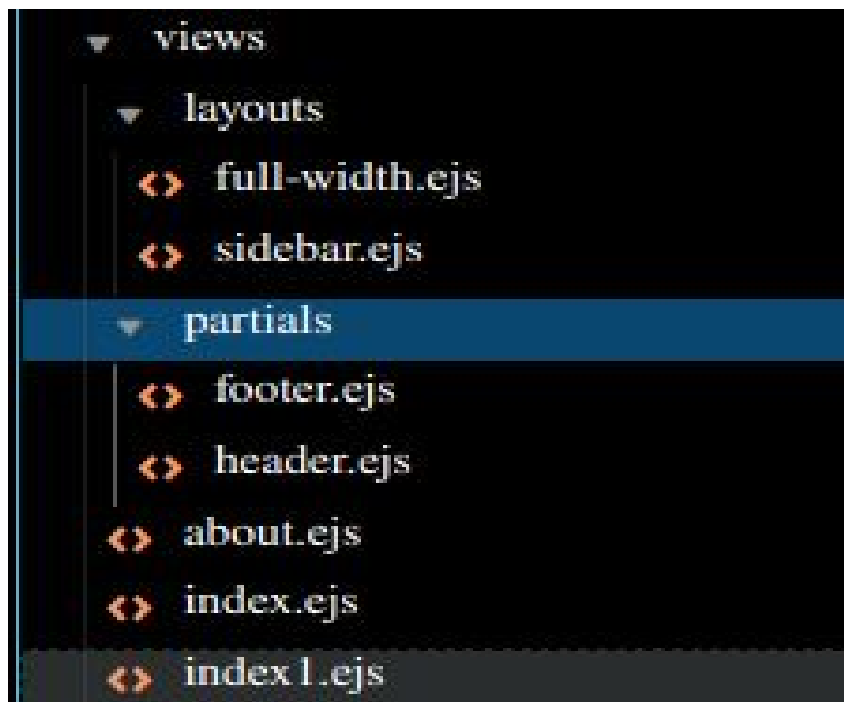 views
layouts
full-width.ejs
sidebar.ejs
partials
footer.ejs
header.ejs
about.ejs
index.ejs
index1.ejs